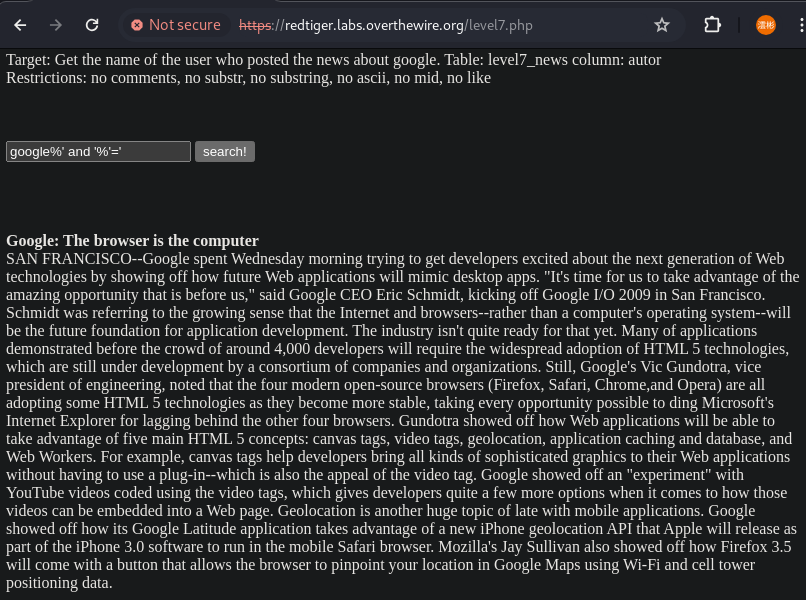 Not secure https://redtiger.labs.overthewire.org/level7.php
Target: Get the name of the user who posted the news about google. Table: level7_news column: autor
Restrictions: no comments, no substr, no substring, no ascii, no mid, no like
google%' and '%'=' search!
Google: The browser is the computer
SAN FRANCISCO--Google spent Wednesday morning trying to get developers excited about the next generation of Web
technologies by showing off how future Web applications will mimic desktop apps. "It's time for us to take advantage of the
amazing opportunity that is before us," said Google CEO Eric Schmidt, kicking off Google I/O 2009 in San Francisco.
Schmidt was referring to the growing sense that the Internet and browsers--rather than a computer's operating system--will
be the future foundation for application development. The industry isn't quite ready for that yet. Many of applications
demonstrated before the crowd of around 4,000 developers will require the widespread adoption of HTML 5 technologies,
which are still under development by a consortium of companies and organizations. Still, Google's Vic Gundotra, vice
president of engineering, noted that the four modern open-source browsers (Firefox, Safari, Chrome,and Opera) are all
adopting some HTML 5 technologies as they become more stable, taking every opportunity possible to ding Microsoft's
Internet Explorer for lagging behind the other four browsers. Gundotra showed off how Web applications will be able to
take advantage of five main HTML 5 concepts: canvas tags, video tags, geolocation, application caching and database, and
Web Workers. For example, canvas tags help developers bring all kinds of sophisticated graphics to their Web applications
without having to use a plug-in--which is also the appeal of the video tag. Google showed off an "experiment" with
YouTube videos coded using the video tags, which gives developers quite a few more options when it comes to how those
videos can be embedded into a Web page. Geolocation is another huge topic of late with mobile applications. Google
showed off how its Google Latitude application takes advantage of a new iPhone geolocation API that Apple will release as
part of the iPhone 3.0 software to run in the mobile Safari browser. Mozilla's Jay Sullivan also showed off how Firefox 3.5
will come with a button that allows the browser to pinpoint your location in Google Maps using Wi-Fi and cell tower
positioning data.